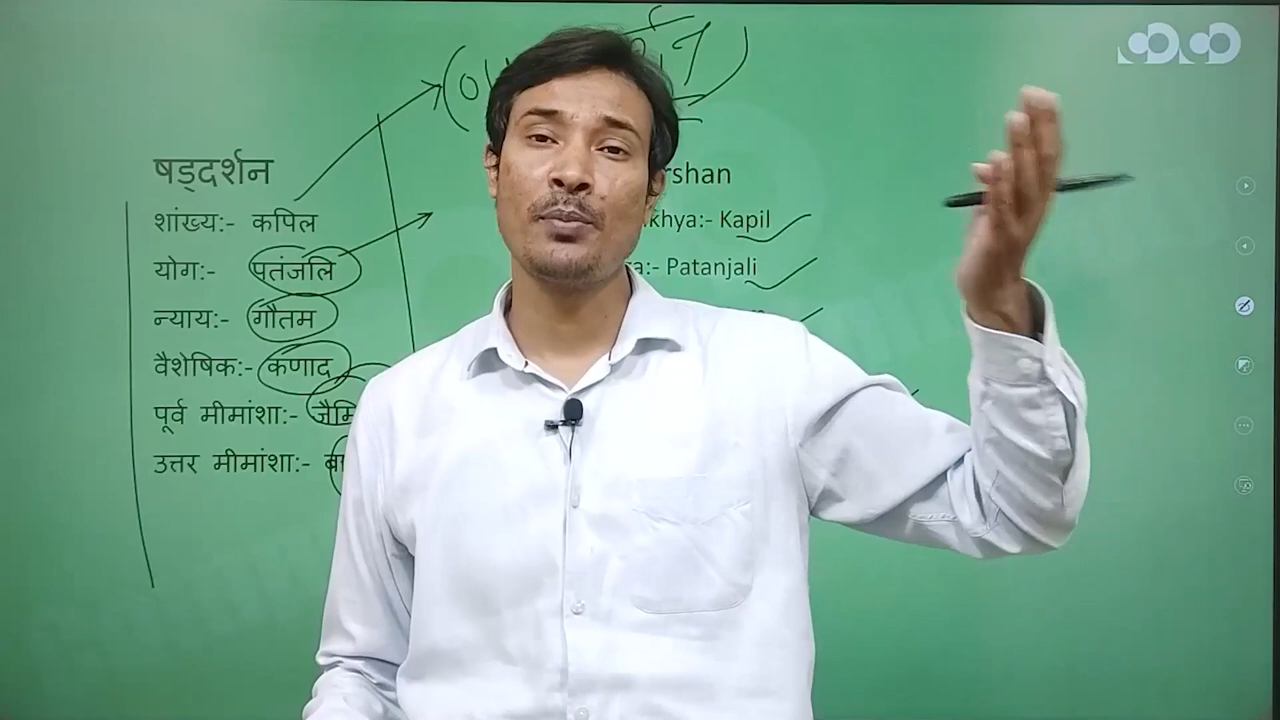 षड्दर्शन
शांख्य:- कपिल
योग:- पतंजलि
न्याय:- गौतम
वैशेषिक:- कणाद
पूर्व मीमांशा:-
उत्तर मीमांशा:-
rshan
khya:- Kapil
a:- Patanjali